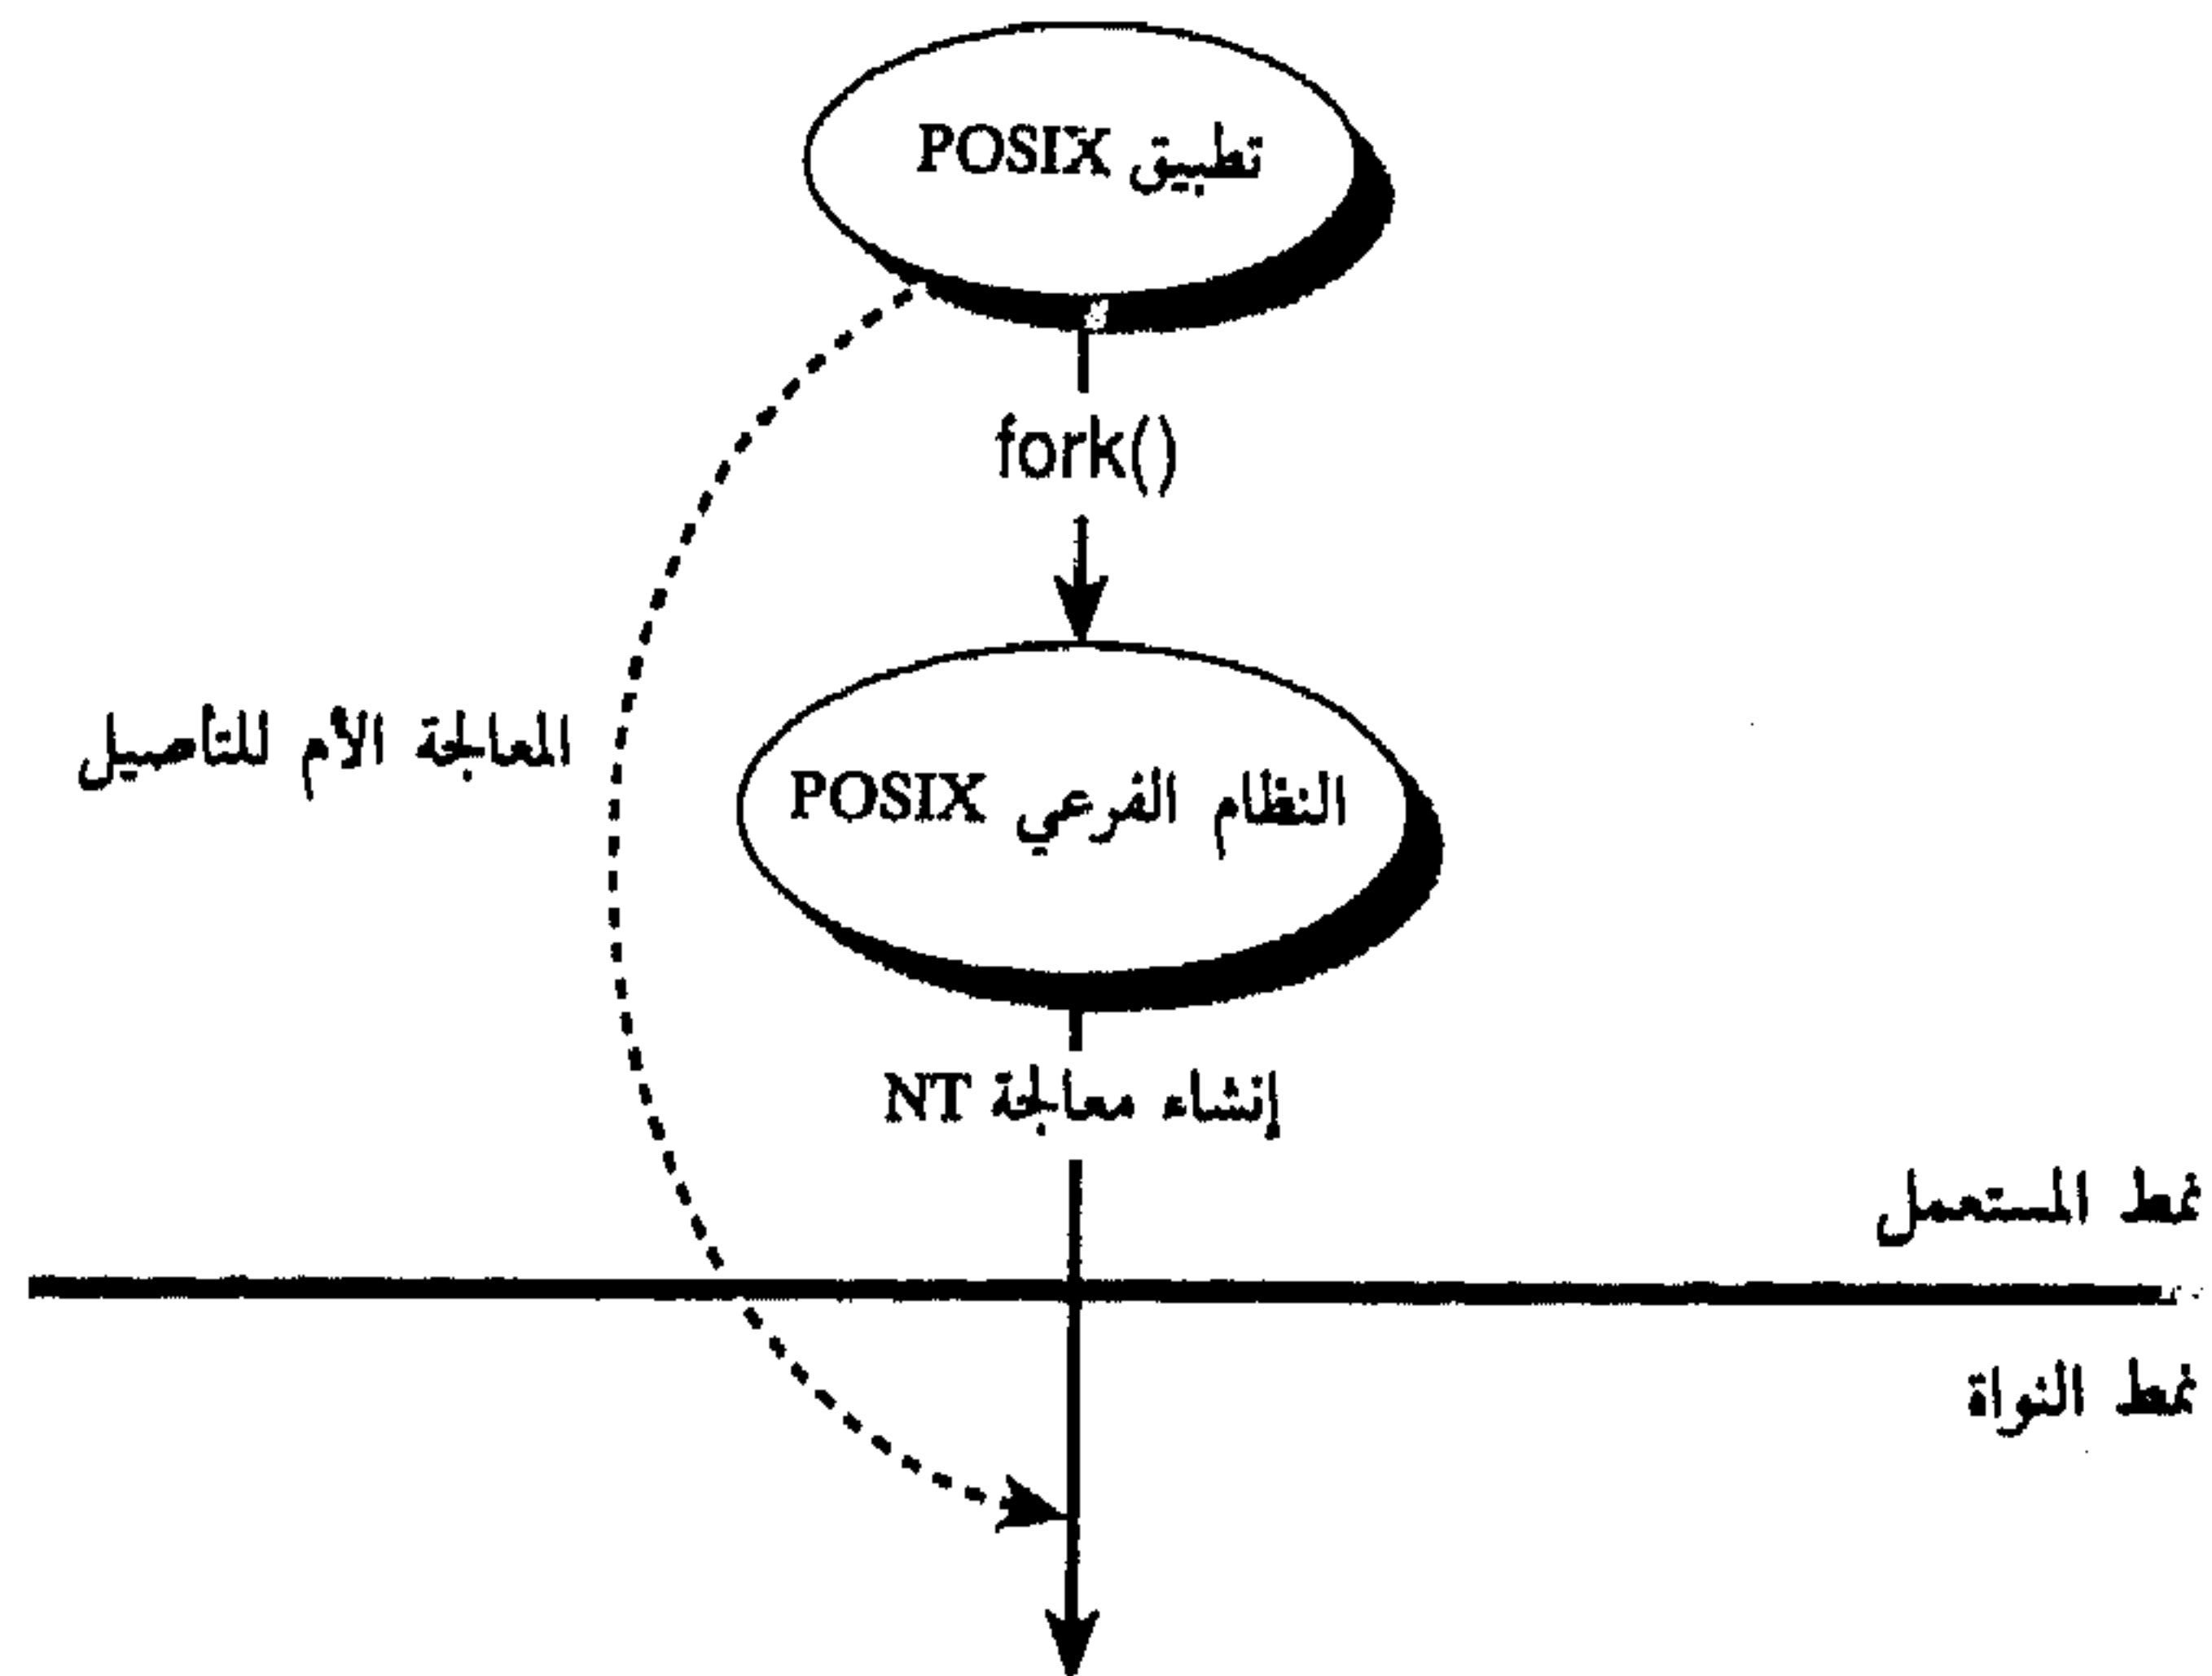 تطبيق POSIX
fork()
المعالجة الأم للتأصيل
النظام الفرعي POSIX
إنشاء معالجة NT
نمط المستعمل
نمط النواة